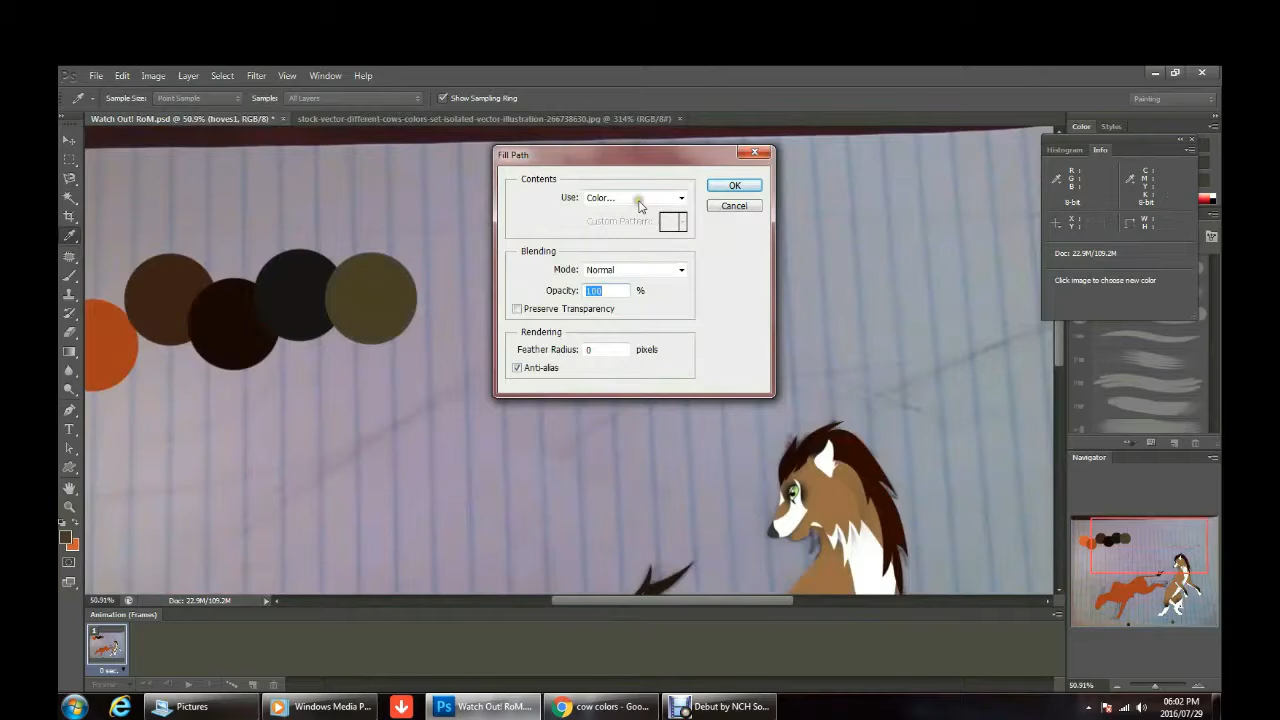 Ps File Edit Image Layer Select Filter View Window Help
Sample Size: Point Sample Sample: All Layers Show Sampling Ring Painting
Watch Out! RoM.psd @ 50.9% (hoves1, RGB/8) * × stock-vector-different-cows-colors-set-isolated-vector-illustration-266738630.jpg @ 314% (RGB/8#) ×
Color Styles
Histogram Info
R : C :
G : M :
B : Y :
K :
8-bit 8-bit
X : W :
Y : H :
Doc: 22.9M/109.2M
Click image to choose new color
Fill Path
Contents
Use: Color...
Custom Pattern:
OK
Cancel
Blending
Mode: Normal
Opacity: 100 %
Preserve Transparency
Rendering
Feather Radius: 0 pixels
Anti-alias
Navigator
50.91% Doc: 22.9M/109.2M
Animation (Frames)
1
0 sec.
50.91%
Pictures Windows Media P... Ps Watch Out! RoM.... cow colors - Goo... Debut by NCH So...
06:02 PM
2016/07/29